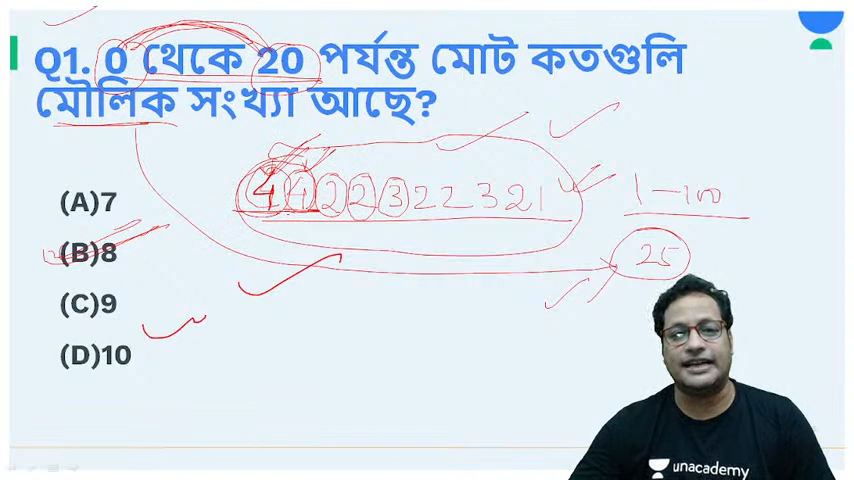 Q1. 0 থেকে 20 পর্যন্ত মোট কতগুলি
মৌলিক সংখ্যা আছে?
4 4 2 2 3 2 2 3 2 1
1 - 100
(A)7
(B)8
25
(C)9
(D)10
unacademy